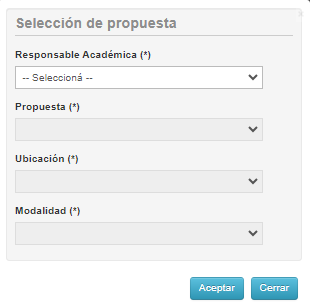 Selección de propuesta
Responsable Académica (*)
-- Seleccioná --
Propuesta (*)
Ubicación (*)
Modalidad (*)
Aceptar Cerrar